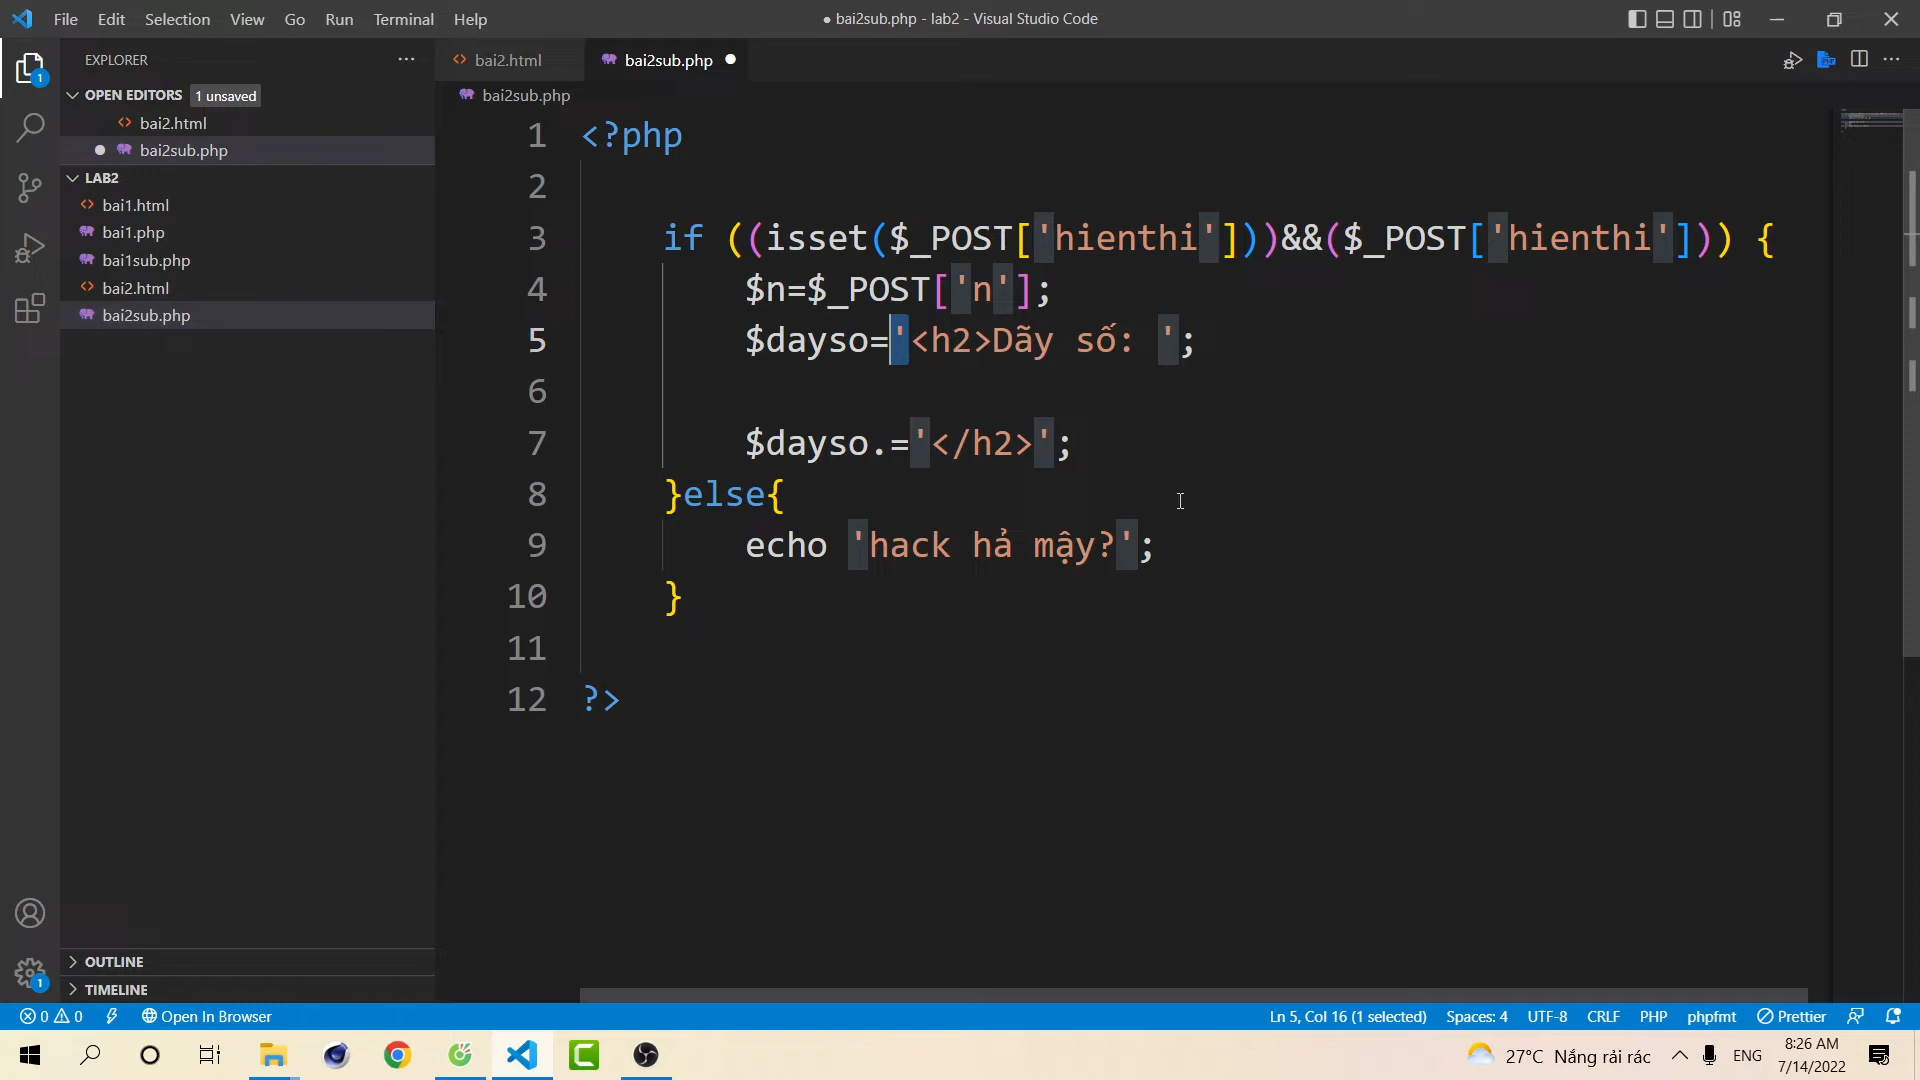 File Edit Selection View Go Run Terminal Help
● bai2sub.php - lab2 - Visual Studio Code
EXPLORER
OPEN EDITORS 1 unsaved
bai2.html
bai2sub.php
LAB2
bai1.html
bai1.php
bai1sub.php
bai2.html
bai2sub.php
OUTLINE
TIMELINE
bai2.html
bai2sub.php
bai2sub.php
1 <?php
2
3 if ((isset($_POST['hienthi']))&&($_POST['hienthi'])) {
4 $n=$_POST['n'];
5 $dayso='<h2>Dãy số: ';
6
7 $dayso.='</h2>';
8 }else{
9 echo 'hack hả mậy?';
10 }
11
12 ?>
1
1
0 0 Open In Browser
Ln 5, Col 16 (1 selected) Spaces: 4 UTF-8 CRLF PHP phpfmt Prettier
27°C Nắng rải rác ENG
8:26 AM
7/14/2022